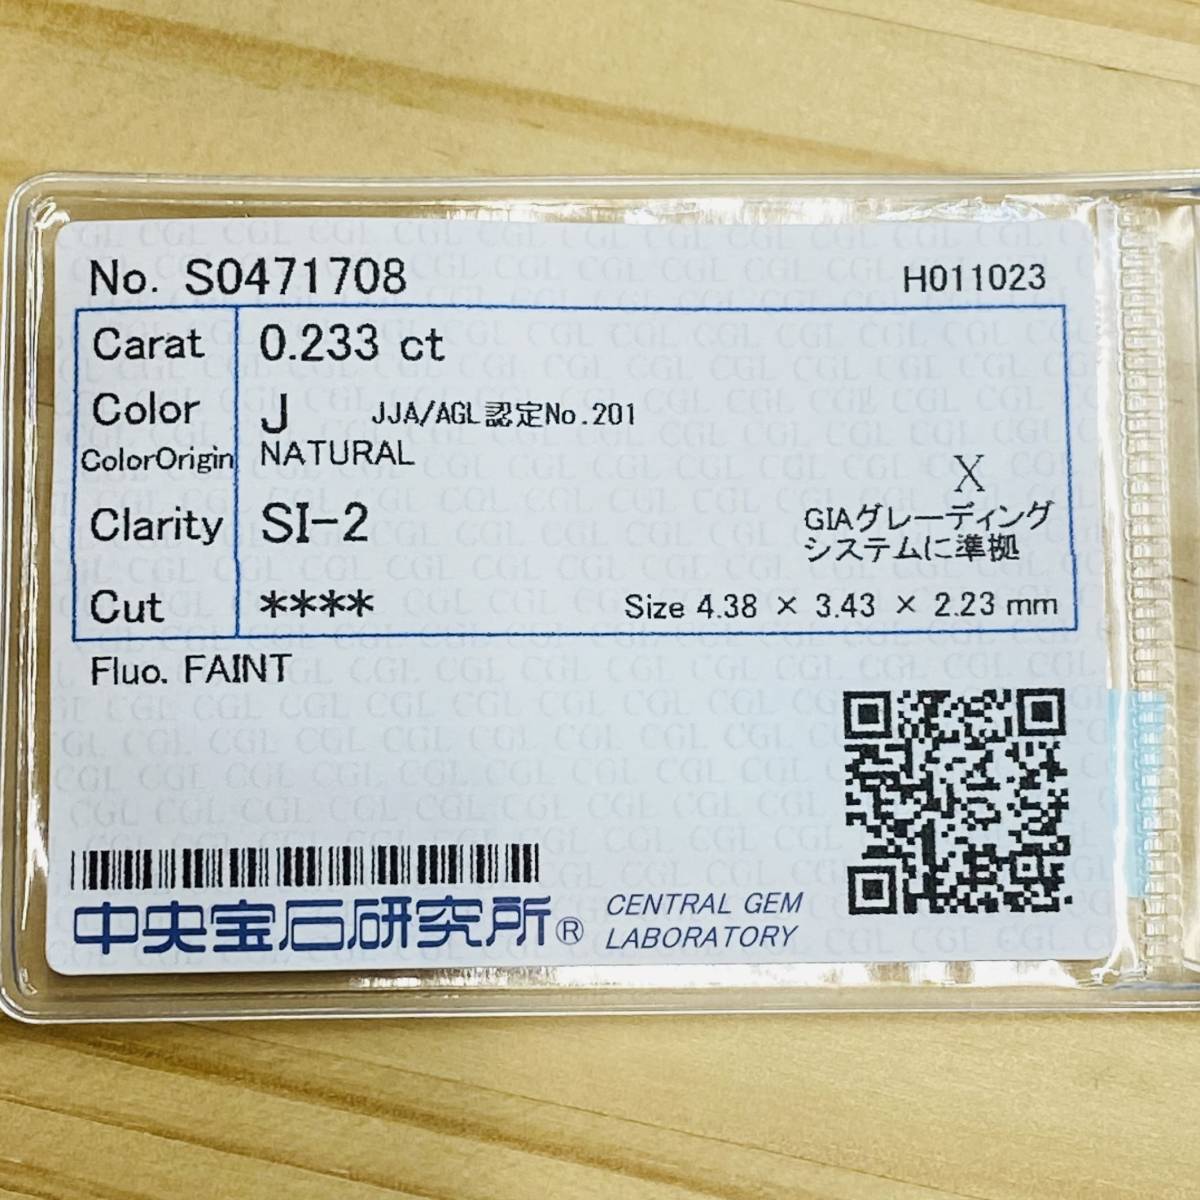 No. S0471708 H011023
Carat 0.233 ct
Color J JJA/AGL認定No.201
ColorOrigin NATURAL
X
Clarity SI-2 GIAグレーディング
システムに準拠
Cut **** Size 4.38 × 3.43 × 2.23 mm
Fluo. FAINT
中央宝石研究所® CENTRAL GEM
LABORATORY